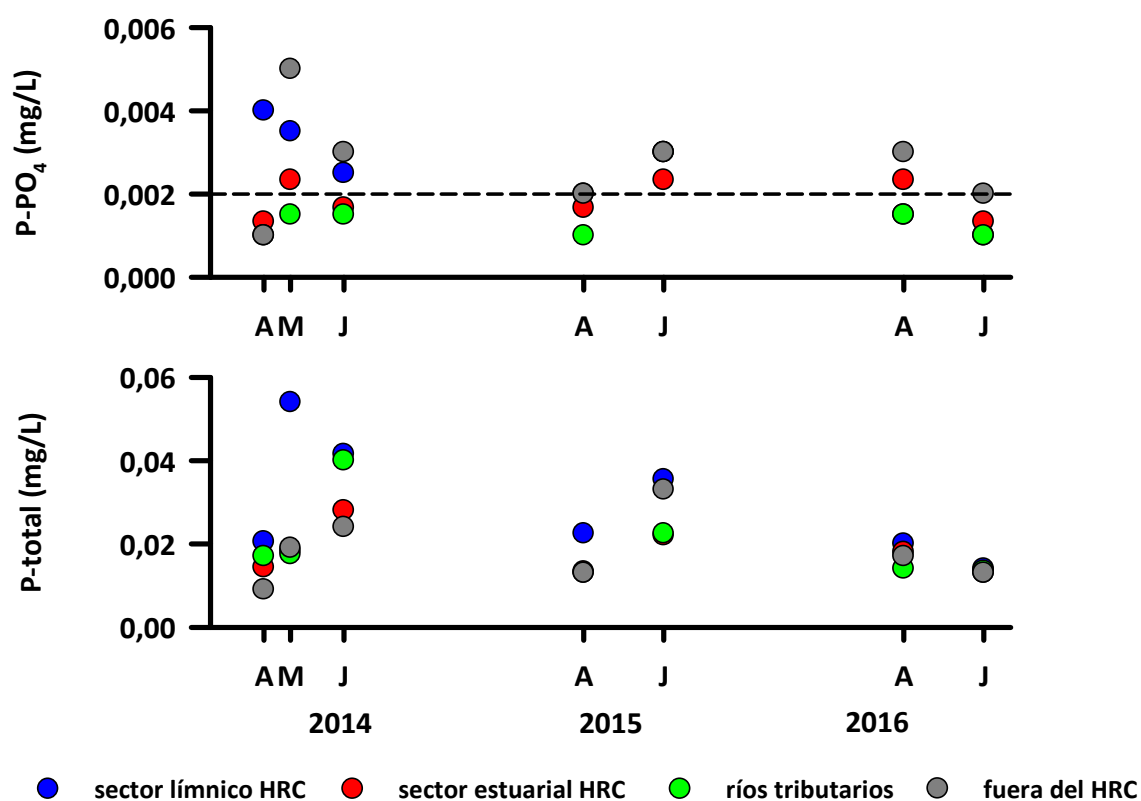 0,006
0,004
0,002
0,000
P-PO4 (mg/L)
A M J A J A J
0,06
0,04
0,02
0,00
P-total (mg/L)
A M J A J A J
2014 2015 2016
sector límnico HRC sector estuarial HRC ríos tributarios fuera del HRC